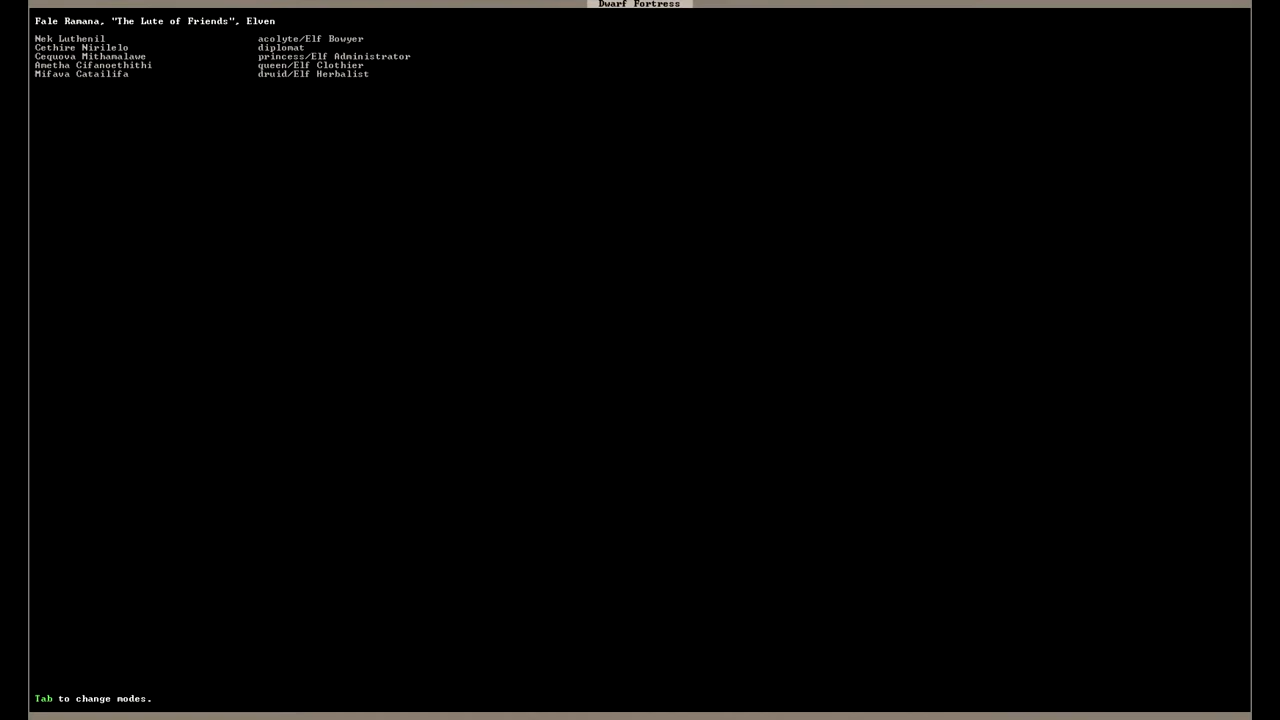 Dwarf Fortress
Fale Ramana, "The Lute of Friends", Elven
Nek Luthenil acolyte/Elf Bowyer
Cethire Nirilelo diplomat
Cequova Mithamalawe princess/Elf Administrator
Ametha Cifanoethithi queen/Elf Clothier
Mifava Catailifa druid/Elf Herbalist
Tab to change modes.